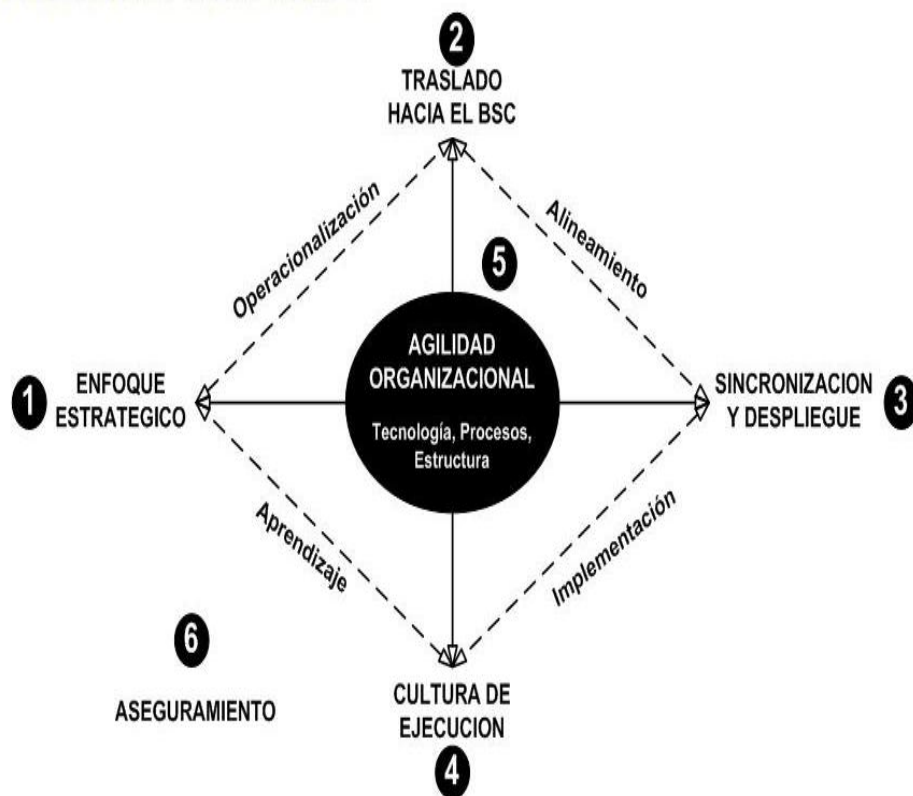 2
TRASLADO
HACIA EL BSC
Operacionalización
Alineamiento
5
1
ENFOQUE
ESTRATEGICO
AGILIDAD
ORGANIZACIONAL
Tecnología, Procesos,
Estructura
SINCRONIZACION
Y DESPLIEGUE
3
Aprendizaje
Implementación
6
ASEGURAMIENTO
CULTURA DE
EJECUCION
4